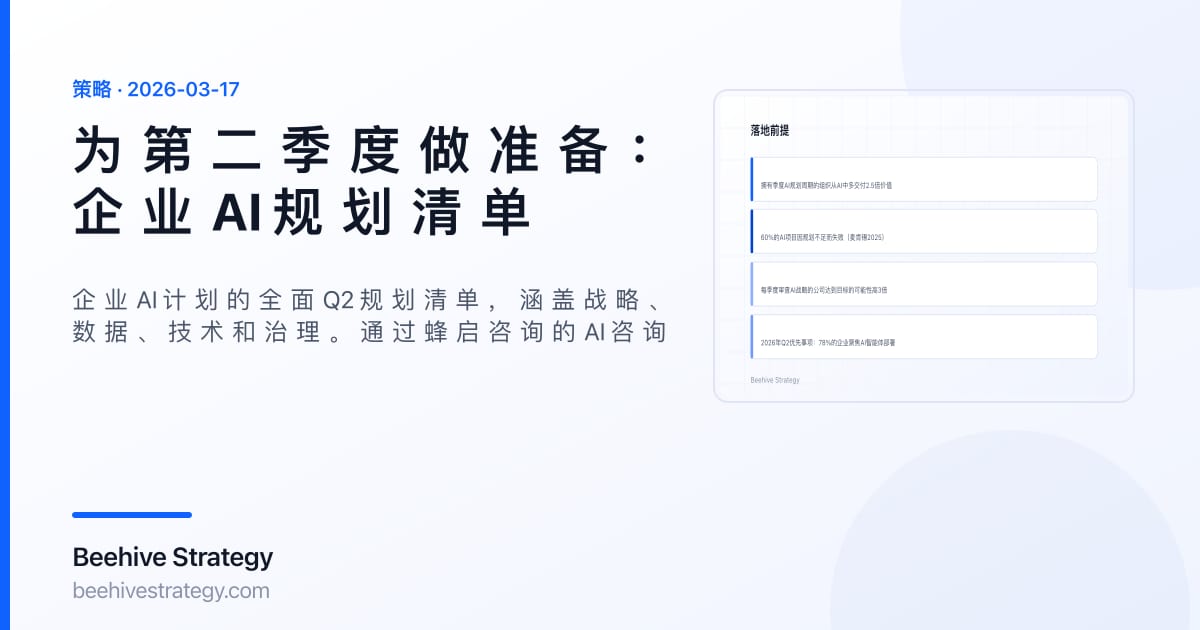 策略 · 2026-03-17
为第二季度做准备：
企业AI规划清单
企业AI计划的全面Q2规划清单，涵盖战略、
数据、技术和治理。通过蜂启咨询的AI咨询
落地前提
拥有季度AI规划周期的组织从AI中多交付2.5倍价值
60%的AI项目因规划不足而失败（麦肯锡2025）
每季度审查AI战略的公司达到目标的可能性高3倍
2026年Q2优先事项：78%的企业聚焦AI智能体部署
Beehive Strategy
Beehive Strategy
beehivestrategy.com